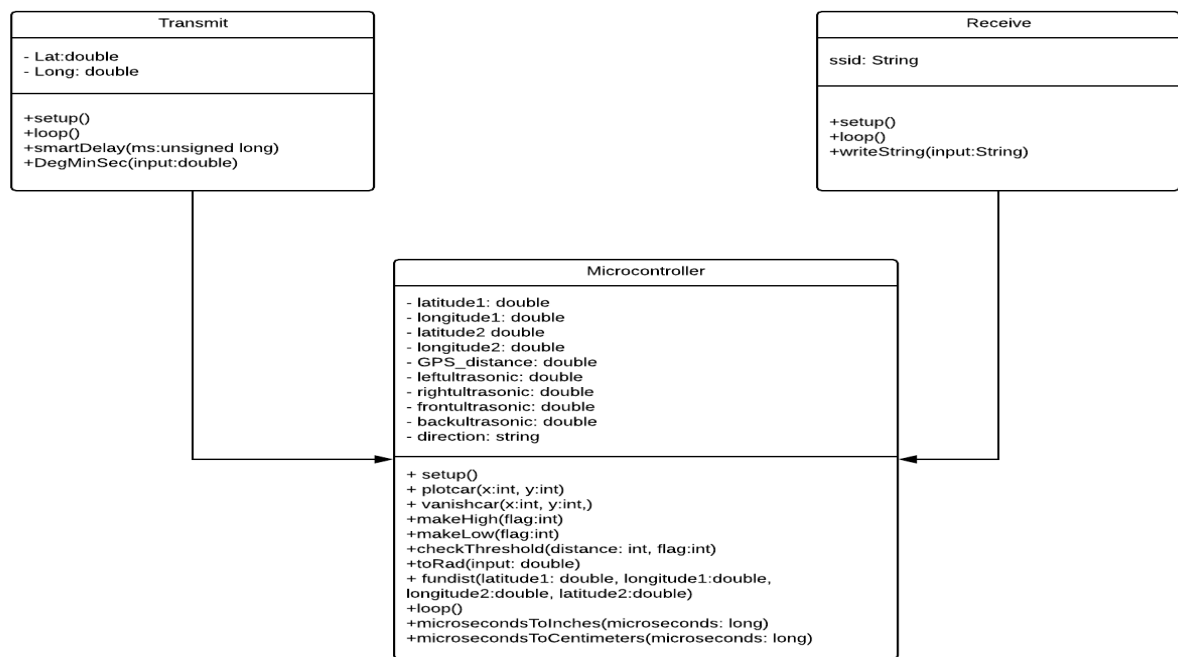 Transmit
- Lat:double
- Long: double
+setup()
+loop()
+smartDelay(ms:unsigned long)
+DegMinSec(input:double)
Receive
ssid: String
+setup()
+loop()
+writeString(input:String)
Microcontroller
- latitude1: double
- longitude1: double
- latitude2 double
- longitude2: double
- GPS_distance: double
- leftultrasonic: double
- rightultrasonic: double
- frontultrasonic: double
- backultrasonic: double
- direction: string
+ setup()
+ plotcar(x:int, y:int)
+ vanishcar(x:int, y:int,)
+makeHigh(flag:int)
+makeLow(flag:int)
+checkThreshold(distance: int, flag:int)
+toRad(input: double)
+ fundist(latitude1: double, longitude1:double,
longitude2:double, latitude2:double)
+loop()
+microsecondsToInches(microseconds: long)
+microsecondsToCentimeters(microseconds: long)